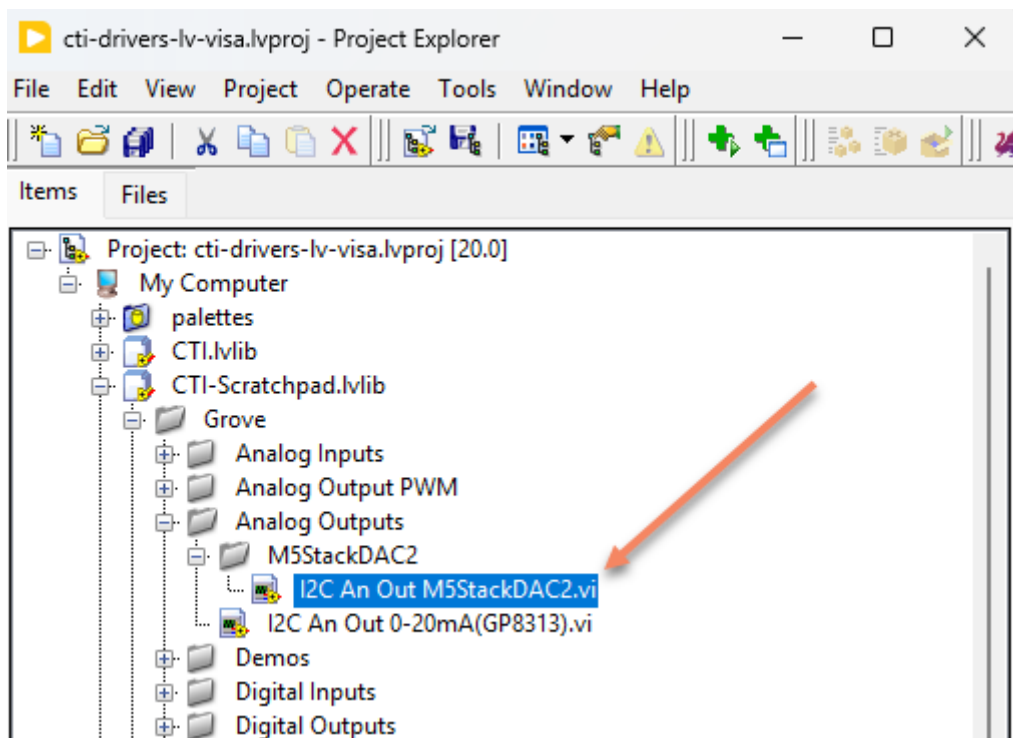 cti-drivers-lv-visa.lvproj - Project Explorer
File Edit View Project Operate Tools Window Help
Items Files
Project: cti-drivers-lv-visa.lvproj [20.0]
My Computer
palettes
CTI.lvlib
CTI-Scratchpad.lvlib
Grove
Analog Inputs
Analog Output PWM
Analog Outputs
M5StackDAC2
I2C An Out M5StackDAC2.vi
I2C An Out 0-20mA(GP8313).vi
Demos
Digital Inputs
Digital Outputs